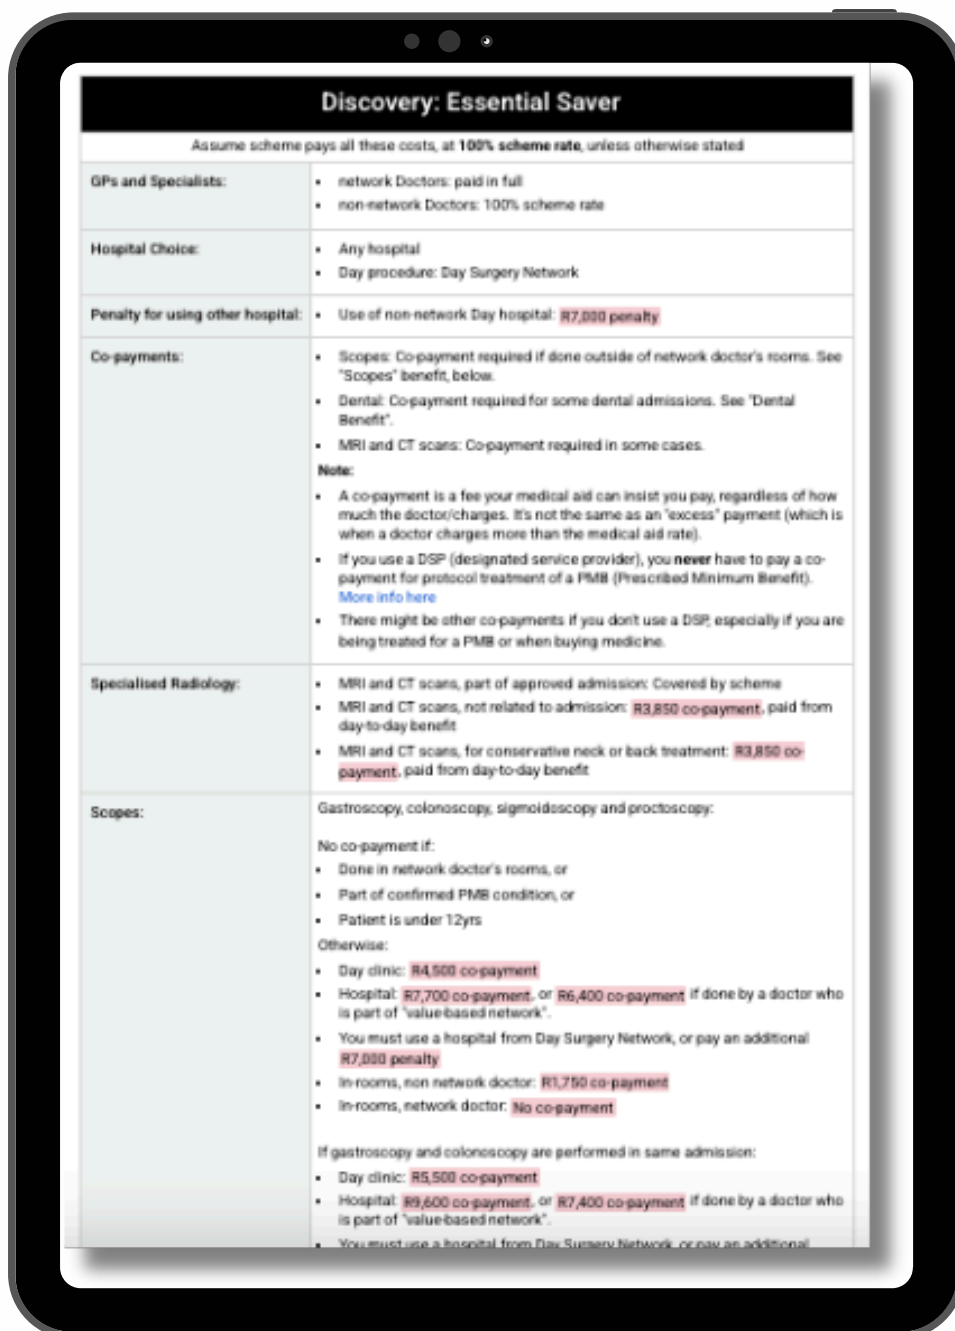 Discovery: Essential Saver
Assume scheme pays all these costs, at 100% scheme rate, unless otherwise stated
GPs and Specialists:
• network Doctors: paid in full
• non-network Doctors: 100% scheme rate
Hospital Choice:
• Any hospital
• Day procedure: Day Surgery Network
Penalty for using other hospital:
• Use of non-network Day hospital: R7,000 penalty
Co-payments:
• Scopes: Co-payment required if done outside of network doctor's rooms. See
"Scopes" benefit, below.
• Dental: Co-payment required for some dental admissions. See "Dental
Benefit".
• MRI and CT scans: Co-payment required in some cases.
Note:
• A co-payment is a fee your medical aid can insist you pay, regardless of how
much the doctor/charges. It's not the same as an "excess" payment (which is
when a doctor charges more than the medical aid rate).
• If you use a DSP (designated service provider), you never have to pay a co-
payment for protocol treatment of a PMB (Prescribed Minimum Benefit).
More info here
• There might be other co-payments if you don't use a DSP, especially if you are
being treated for a PMB or when buying medicine.
Specialised Radiology:
• MRI and CT scans, part of approved admission: Covered by scheme
• MRI and CT scans, not related to admission: R3,850 co-payment, paid from
day-to-day benefit
• MRI and CT scans, for conservative neck or back treatment: R3,850 co-
payment, paid from day-to-day benefit
Scopes:
Gastroscopy, colonoscopy, sigmoidoscopy and proctoscopy:
No co-payment if:
• Done in network doctor's rooms, or
• Part of confirmed PMB condition, or
• Patient is under 12yrs
Otherwise:
• Day clinic: R4,500 co-payment
• Hospital: R7,700 co-payment, or R6,400 co-payment if done by a doctor who
is part of "value-based network".
• You must use a hospital from Day Surgery Network, or pay an additional
R7,000 penalty
• In-rooms, non network doctor: R1,750 co-payment
• In-rooms, network doctor: No co-payment
If gastroscopy and colonoscopy are performed in same admission:
• Day clinic: R5,500 co-payment
• Hospital: R9,600 co-payment, or R7,400 co-payment if done by a doctor who
is part of "value-based network".
• You must use a hospital from Day Surgery Network, or pay an additional